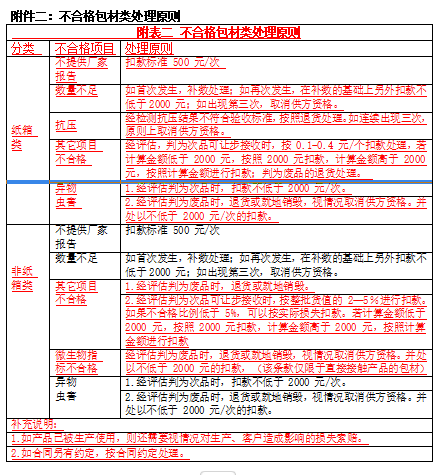 附件二：不合格包材类处理原则
附表二 不合格包材类处理原则
分类 不合格项目 处理原则
纸箱类
不提供厂家报告 扣款标准 500 元/次
数量不足 如首次发生，补数处理；如再次发生，在补数的基础上另外扣款不
低于 2000 元；如出现第三次，取消供方资格。
抗压 经检测抗压结果不符合验收标准，按照退货处理。如连续出现三次，
原则上取消供方资格。
其它项目不合格 经评估，判为次品可让步接收时，按 0.1-0.4 元/个扣款处理，若
计算金额低于 2000 元，按照 2000 元扣款，计算金额高于 2000
元，按照计算金额进行扣款；判为废品的退货处理。
异物
虫害
1.经评估判为次品时，扣款不低于 2000 元/次。
2.经评估判为废品时，退货或就地销毁，视情况取消供方资格。并
处以不低于 2000 元/次的扣款。
非纸箱类
不提供厂家报告 扣款标准 500 元/次
数量不足 如首次发生，补数处理；如再次发生，在补数的基础上另外扣款不
低于 2000 元；如出现第三次，取消供方资格。
其它项目不合格
1.经评估判为废品时，退货或就地销毁。
2.经评估判为次品可让步接收时，按整批货值的 2—5%进行扣款。
如果不合格比例低于 5%，可以按实际损失扣款。若计算金额低于
2000 元，按照 2000 元扣款，计算金额高于 2000 元，按照计算金
额进行扣款
微生物指标不合格 经评估判为废品时，退货或就地销毁，视情况取消供方资格。并处
以不低于 2000 元的扣款，（该条款仅限于直接接触产品的包材）
异物
虫害
1.经评估判为次品时，扣款不低于 2000 元/次。
2.经评估判为废品时，退货或就地销毁，视情况取消供方资格。并
处以不低于 2000 元/次的扣款。
补充说明：
1.如产品已被生产使用，则还需要视情况对生产、客户造成影响的损失索赔。
2.如合同另有约定，按合同约定处理。